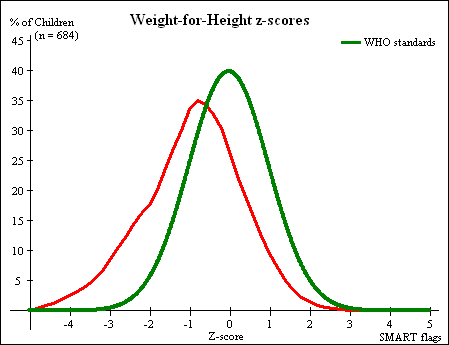 Weight-for-Height z-scores
% of Children
(n = 684)
WHO standards
45
40
35
30
25
20
15
10
5
-4 -3 -2 -1 0 1 2 3 4 5
Z-score
SMART flags